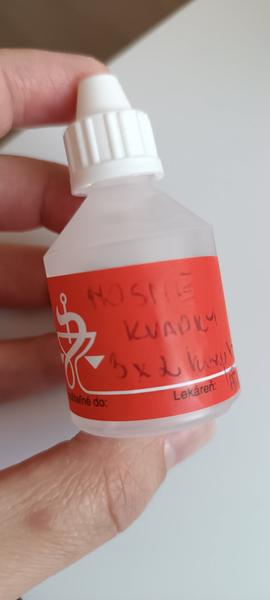 NOSNÉ
KVAPKY
3 x 2
do: Lekáreň: